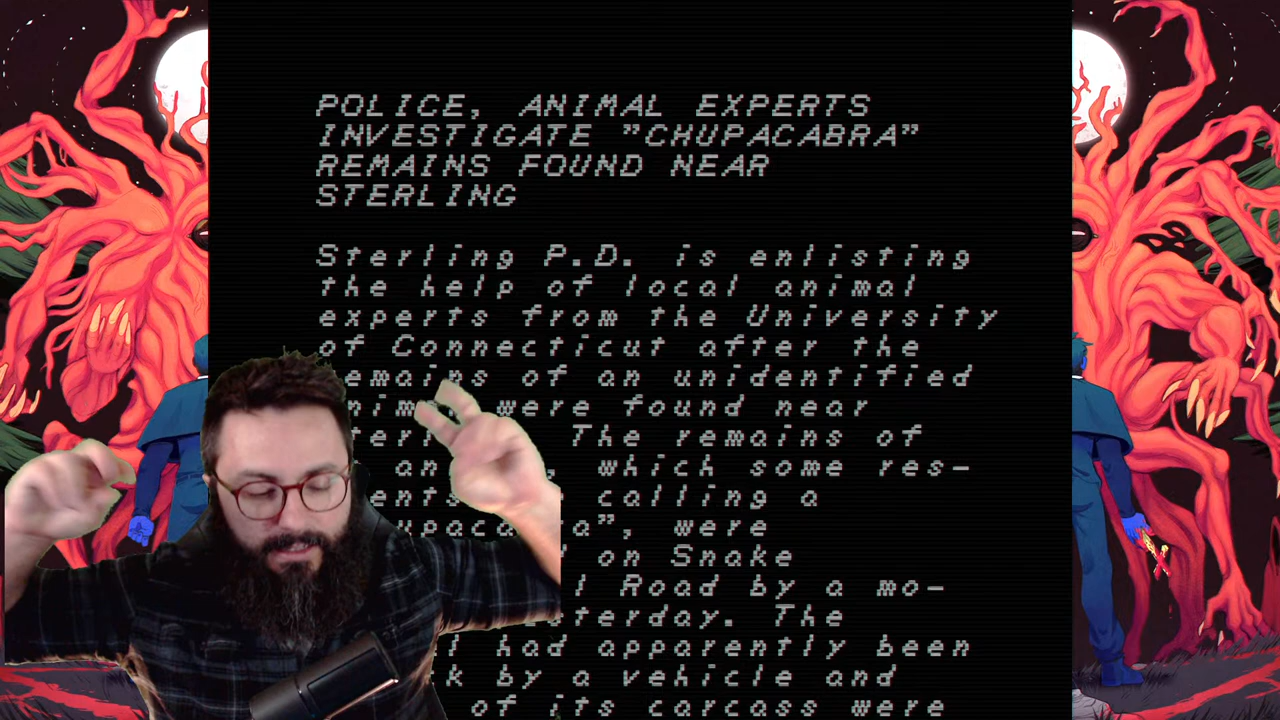 POLICE, ANIMAL EXPERTS
INVESTIGATE "CHUPACABRA"
REMAINS FOUND NEAR
STERLING
Sterling P.D. is enlisting
the help of local animal
experts from the University
of Connecticut after the
emains of an unidentified
were found near
The remains of
which some res-
calling a
were
on Snake
Road by a mo-
The
had apparently been
by a vehicle and
of its carcass were